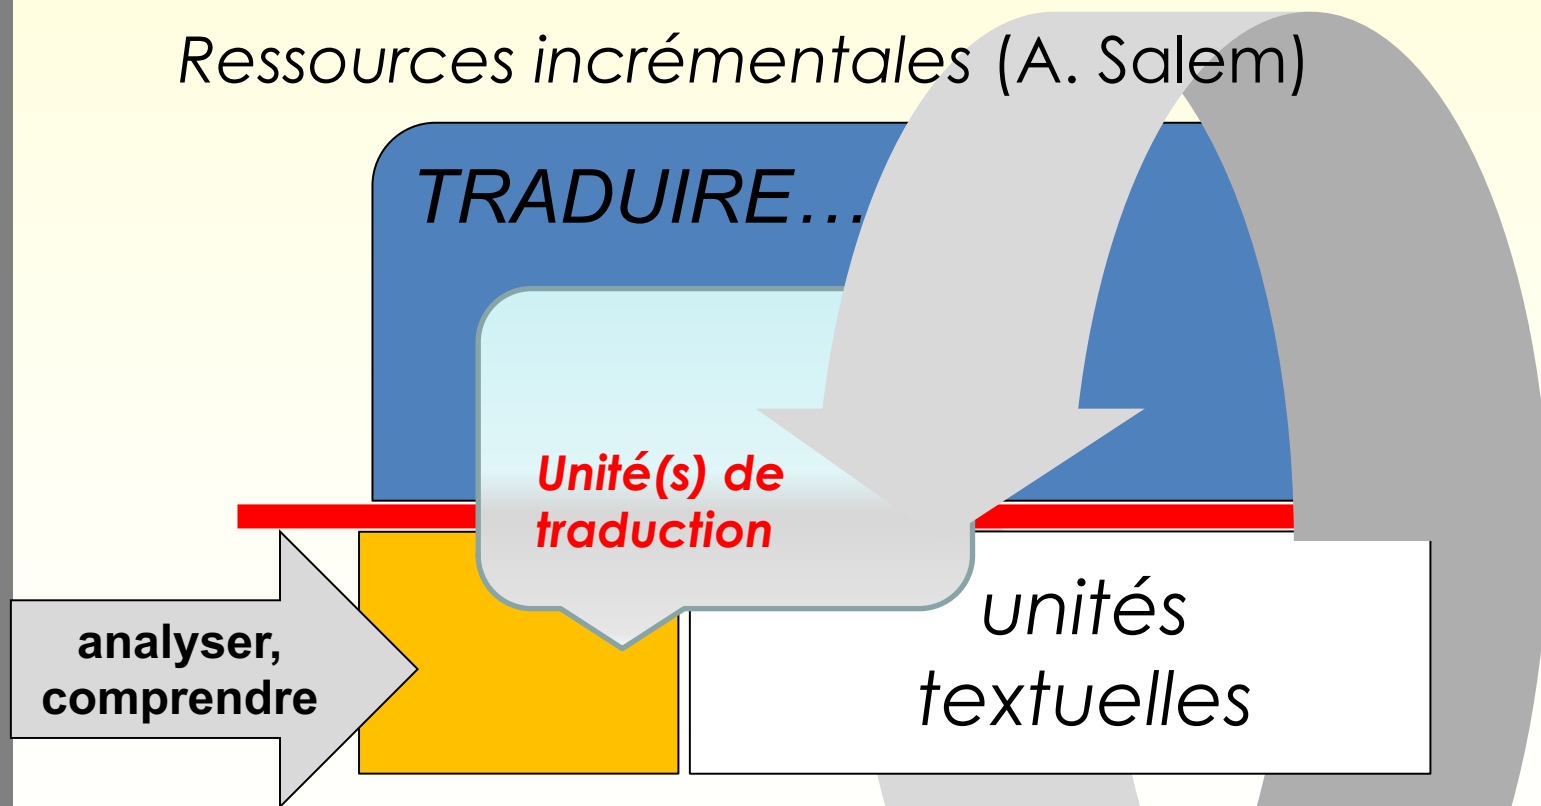 Ressources incrémentales (A. Salem)
TRADUIRE…
Unité(s) de
traduction
analyser,
comprendre
unités
textuelles